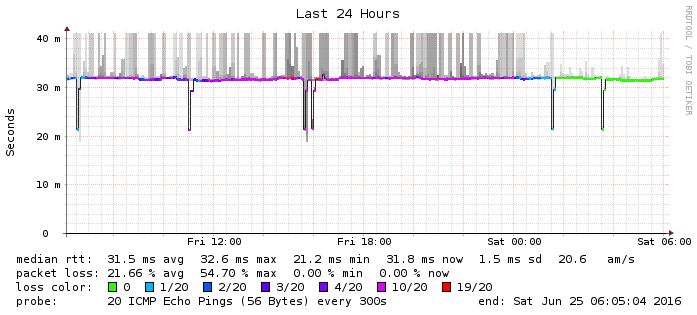 Last 24 Hours
RRDTOOL / TOBI OETIKER
Seconds
40 m
30 m
20 m
10 m
0
Fri 12:00 Fri 18:00 Sat 00:00 Sat 06:00
median rtt: 31.5 ms avg 32.6 ms max 21.2 ms min 31.8 ms now 1.5 ms sd 20.6 am/s
packet loss: 21.66 % avg 54.70 % max 0.00 % min 0.00 % now
loss color: 0 1/20 2/20 3/20 4/20 10/20 19/20
probe: 20 ICMP Echo Pings (56 Bytes) every 300s end: Sat Jun 25 06:05:04 2016